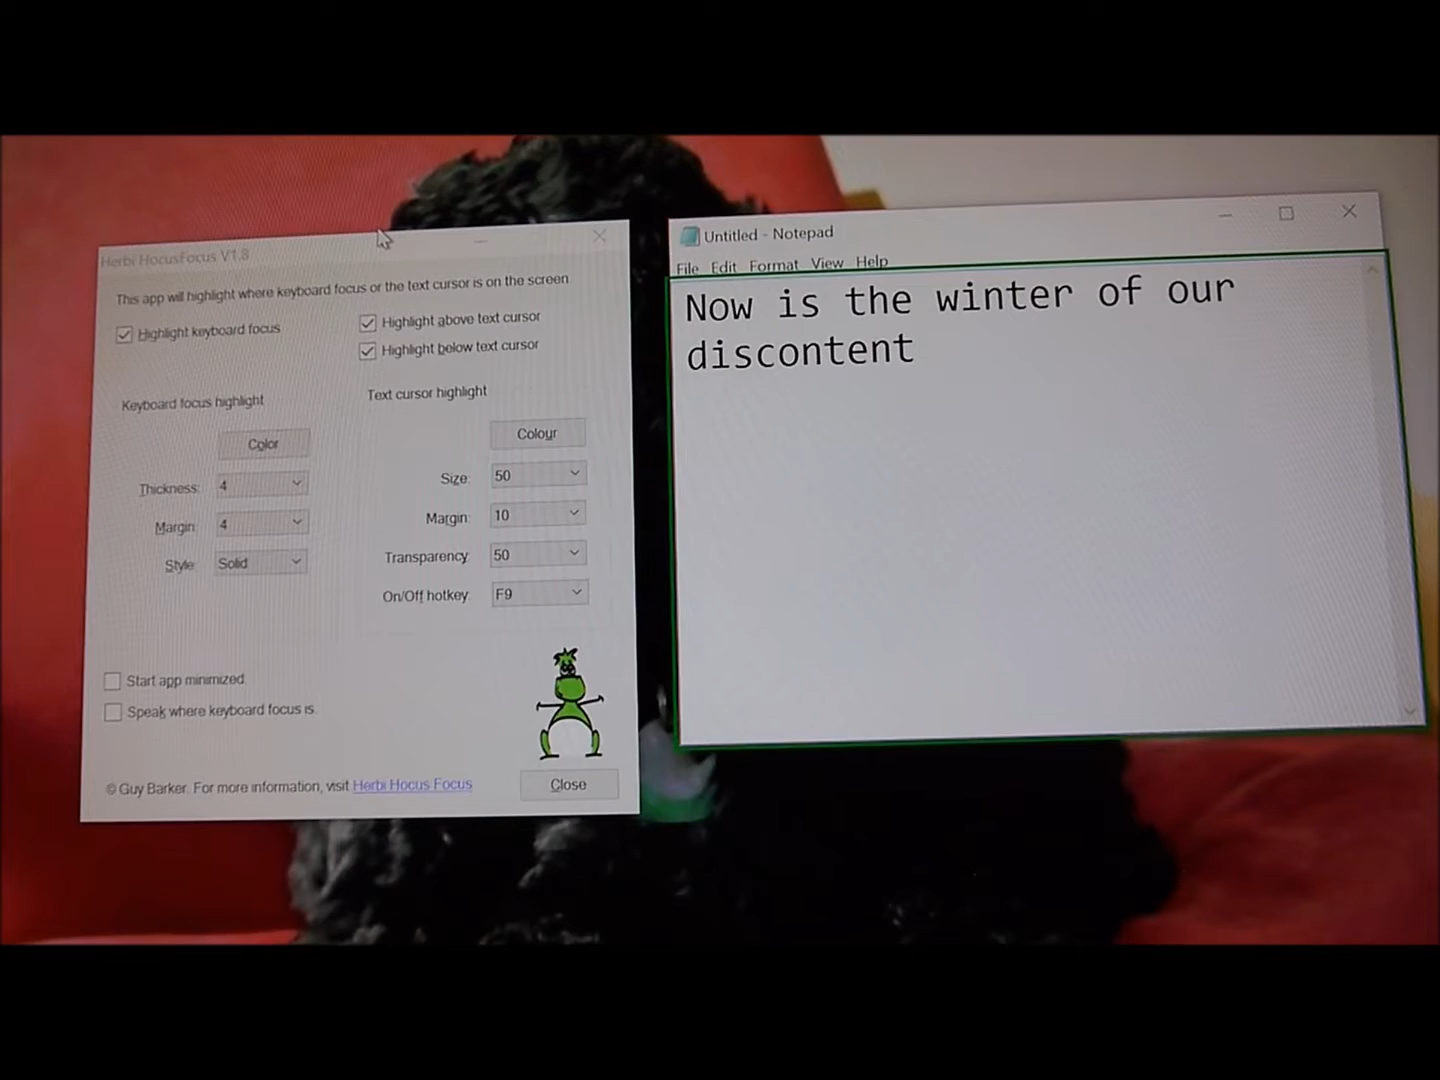 Herbi HocusFocus V1.8
This app will highlight where keyboard focus or the text cursor is on the screen
Highlight keyboard focus
Highlight above text cursor
Highlight below text cursor
Keyboard focus highlight
Color
Thickness: 4
Margin: 4
Style: Solid
Text cursor highlight
Colour
Size: 50
Margin: 10
Transparency: 50
On/Off hotkey: F9
Start app minimized
Speak where keyboard focus is.
© Guy Barker. For more information, visit Herbi Hocus Focus
Close
Untitled - Notepad
File Edit Format View Help
Now is the winter of our
discontent